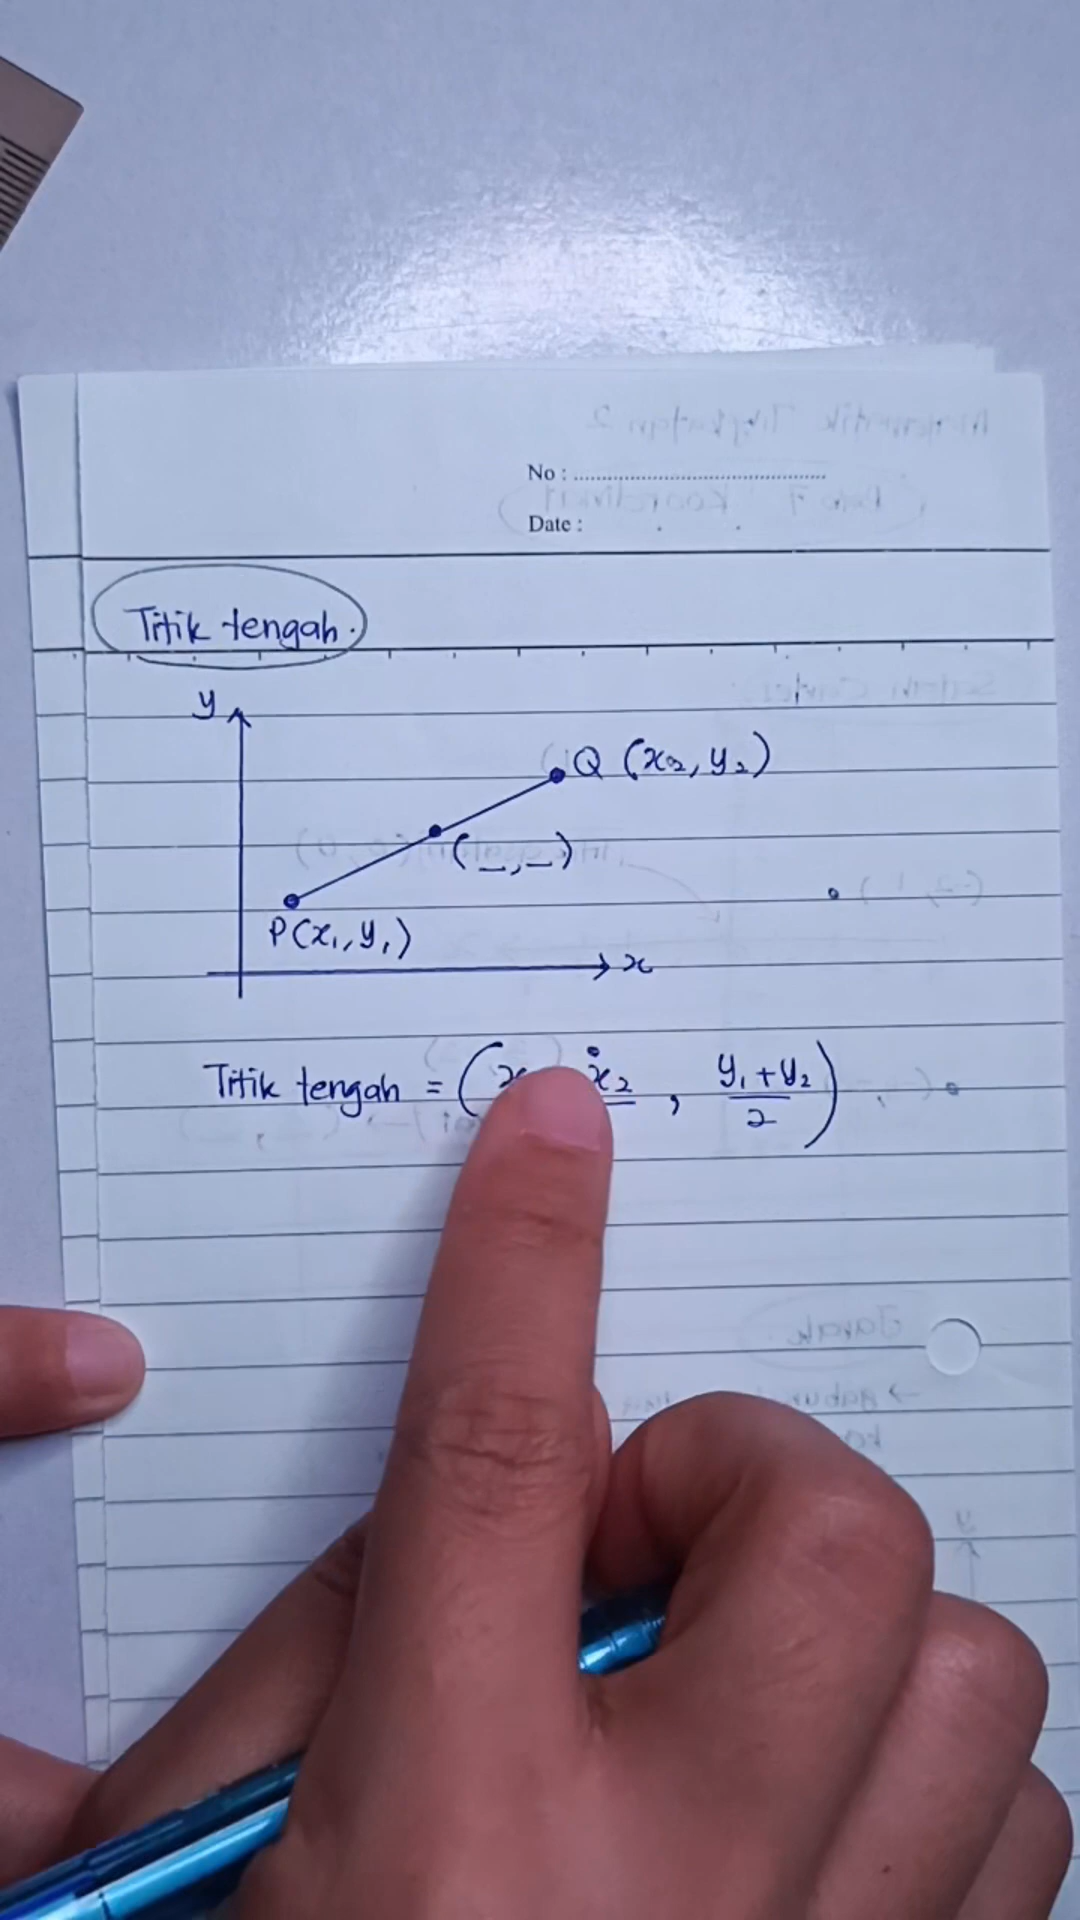 No : ..........
Date :
Titik tengah.
y
Q (x₂, y₂)
(_,_)
P(x₁, y₁)
x
Titik tengah = (x x₂, y₁+y₂/2)